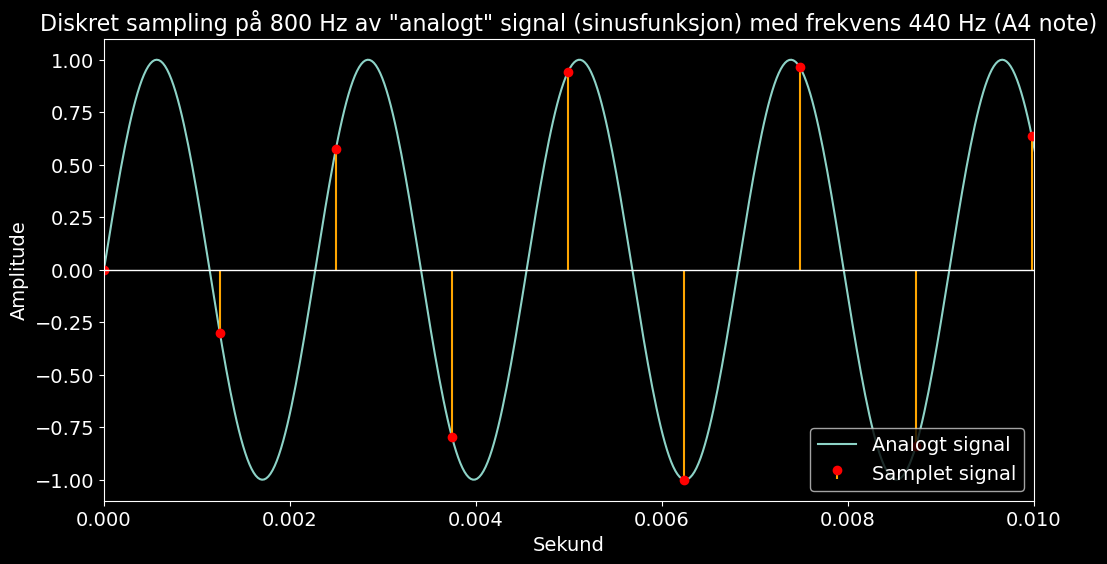 Diskret sampling på 800 Hz av "analogt" signal (sinusfunksjon) med frekvens 440 Hz (A4 note)
1.00
0.75
0.50
0.25
0.00
−0.25
−0.50
−0.75
−1.00
Amplitude
Analogt signal
Samplet signal
0.000 0.002 0.004 0.006 0.008 0.010
Sekund